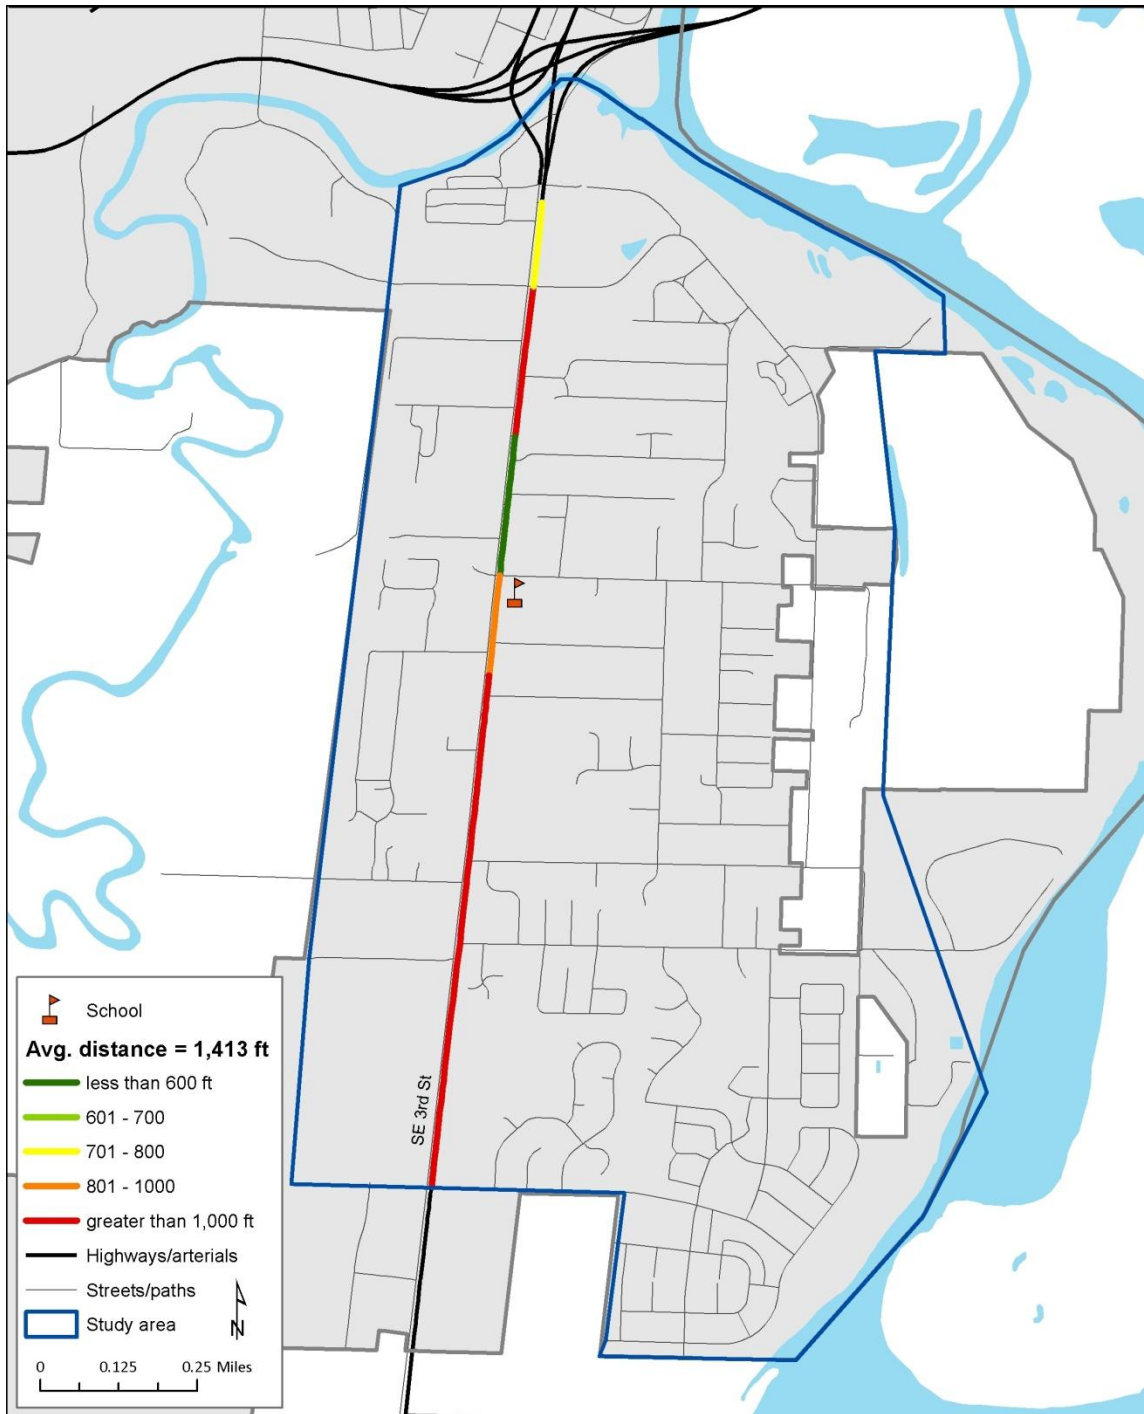 SE 3rd St
School
Avg. distance = 1,413 ft
less than 600 ft
601 - 700
701 - 800
801 - 1000
greater than 1,000 ft
Highways/arterials
Streets/paths
Study area
N
0 0.125 0.25 Miles